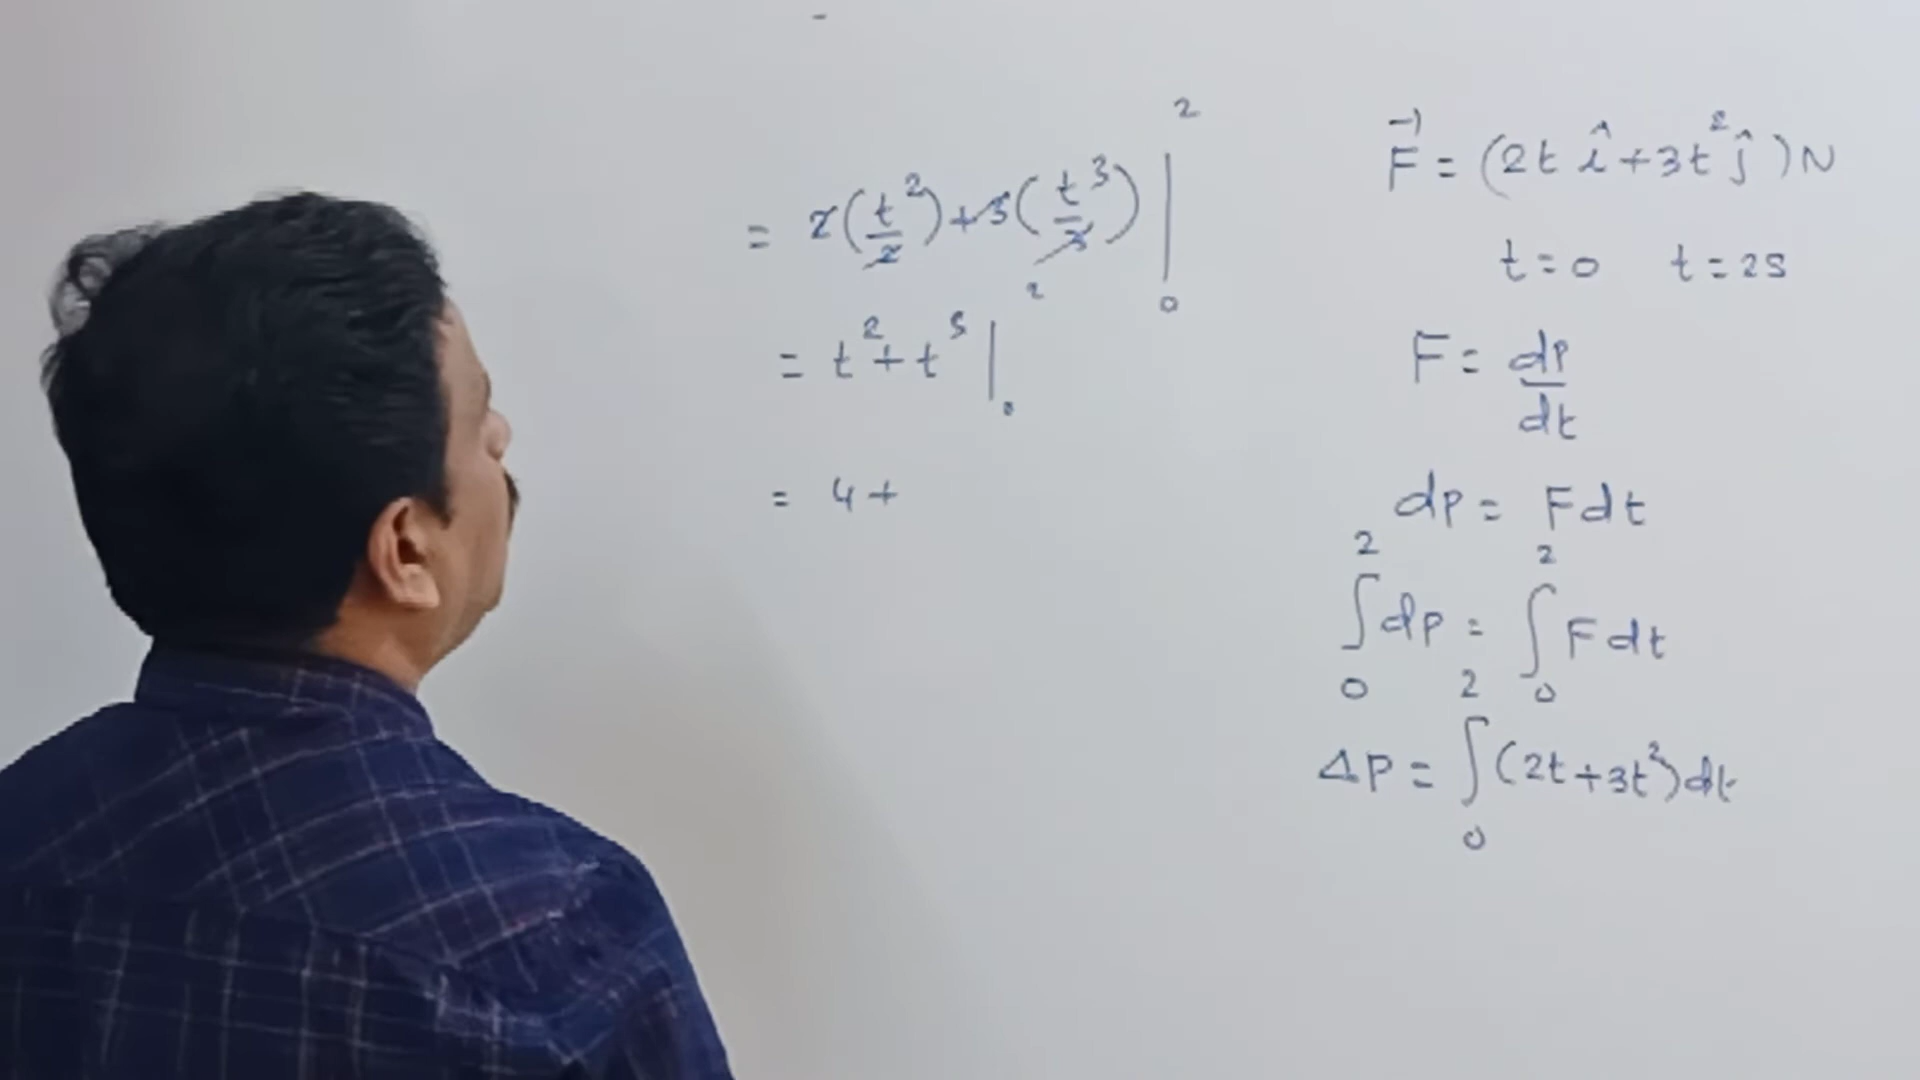 = 2(t²/2) + 3(t³/3) |₀²
= t² + t³ |₀²
= 4 +
F⃗ = (2t î + 3t² ĵ) N
t = 0 t = 2s
F = dp/dt
dp = F dt
∫₀² dp = ∫₀² F dt
Δp = ∫₀² (2t + 3t²) dt